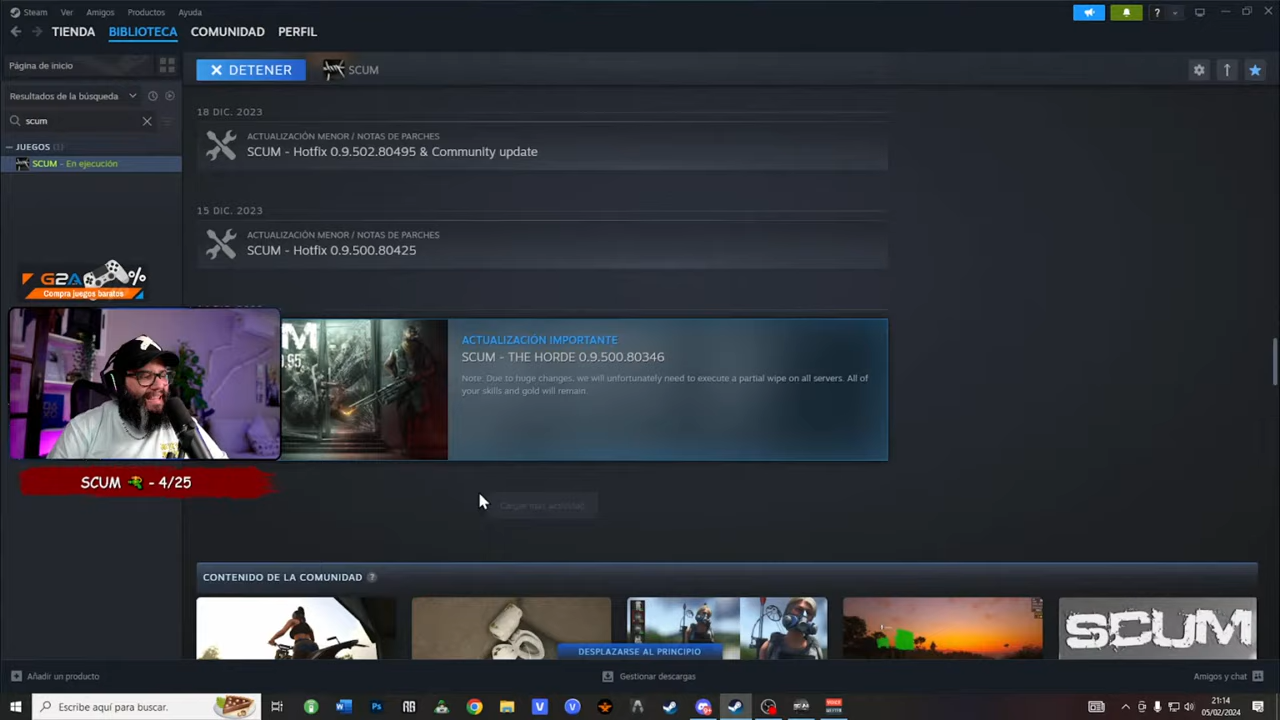 Steam Ver Amigos Productos Ayuda
TIENDA BIBLIOTECA COMUNIDAD PERFIL
Página de inicio
DETENER SCUM
Resultados de la búsqueda
scum
JUEGOS (1)
SCUM - En ejecución
18 DIC. 2023
ACTUALIZACIÓN MENOR / NOTAS DE PARCHES
SCUM - Hotfix 0.9.502.80495 & Community update
15 DIC. 2023
ACTUALIZACIÓN MENOR / NOTAS DE PARCHES
SCUM - Hotfix 0.9.500.80425
G2A %
Compra juegos baratos
ACTUALIZACIÓN IMPORTANTE
SCUM - THE HORDE 0.9.500.80346
Note: Due to huge changes, we will unfortunately need to execute a partial wipe on all servers. All of
your skills and gold will remain.
SCUM - 4/25
CONTENIDO DE LA COMUNIDAD ?
SCUM
DESPLAZARSE AL PRINCIPIO
Añadir un producto
Gestionar descargas
Amigos y chat
Escribe aquí para buscar.
21:14
05/02/2024